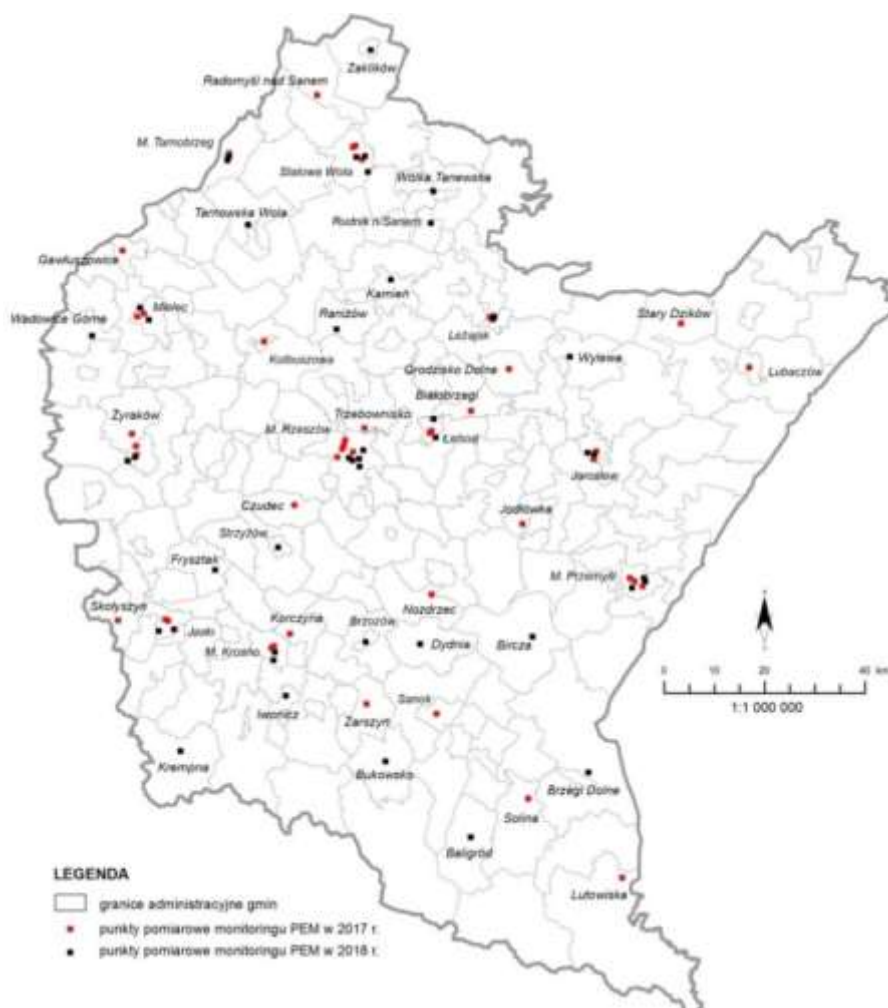 Zaklików
Radomyśl nad Sanem
M. Tarnobrzeg
Stalowa Wola
Wólka Tanewska
Tarnowska Wola
Rudnik n/Sanem
Gawłuszowice
Kamień
Mielec
Wadowice Górne
Raniżów
Leżajsk
Stary Dzików
Kolbuszowa
Wylewa
Grodzisko Dolne
Lubaczów
Białobrzegi
Żyraków
Trzebownisko
M. Rzeszów
Łańcut
Jarosław
Czudec
Jodłówka
Strzyżów
Frysztak
M. Przemyśl
Skołyszyn
Nozdrzec
Korczyna
Jasło
Brzozów
Dydnia
Bircza
M. Krosno
Iwonicz
Zarszyn
Sanok
Krempna
Bukowsko
Brzegi Dolne
Solina
Baligród
Lutowiska
0 20 40 km
1:1 000 000
LEGENDA
granice administracyjne gmin
punkty pomiarowe monitoringu PEM w 2017 r.
punkty pomiarowe monitoringu PEM w 2018 r.